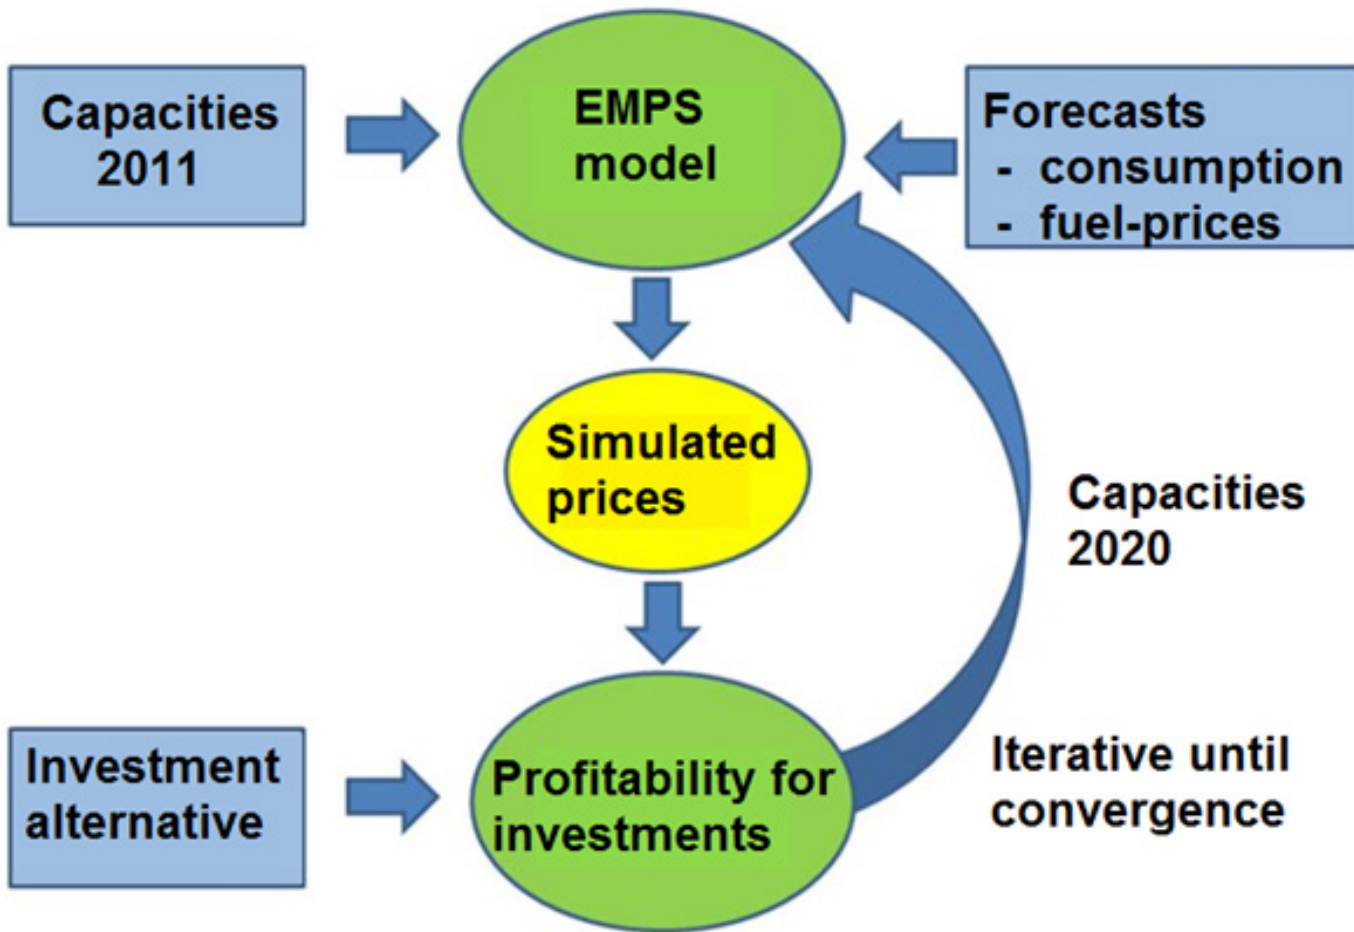 Capacities
2011
EMPS
model
Forecasts
- consumption
- fuel-prices
Simulated
prices
Capacities
2020
Investment
alternative
Profitability for
investments
Iterative until
convergence